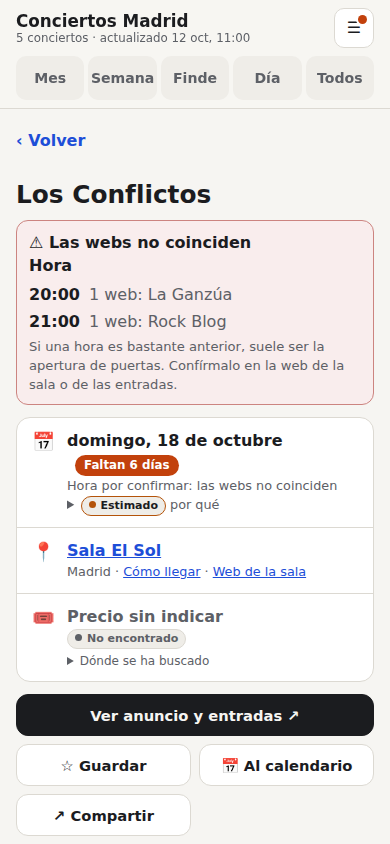 Conciertos Madrid
5 conciertos · actualizado 12 oct, 11:00
☰
Mes Semana Finde Día Todos
‹ Volver
Los Conflictos
⚠ Las webs no coinciden
Hora
20:00 1 web: La Ganzúa
21:00 1 web: Rock Blog
Si una hora es bastante anterior, suele ser la
apertura de puertas. Confírmalo en la web de la
sala o de las entradas.
domingo, 18 de octubre
Faltan 6 días
Hora por confirmar: las webs no coinciden
▶ Estimado por qué
Sala El Sol
Madrid · Cómo llegar · Web de la sala
Precio sin indicar
No encontrado
▶ Dónde se ha buscado
Ver anuncio y entradas ↗
☆ Guardar
📅 Al calendario
↗ Compartir